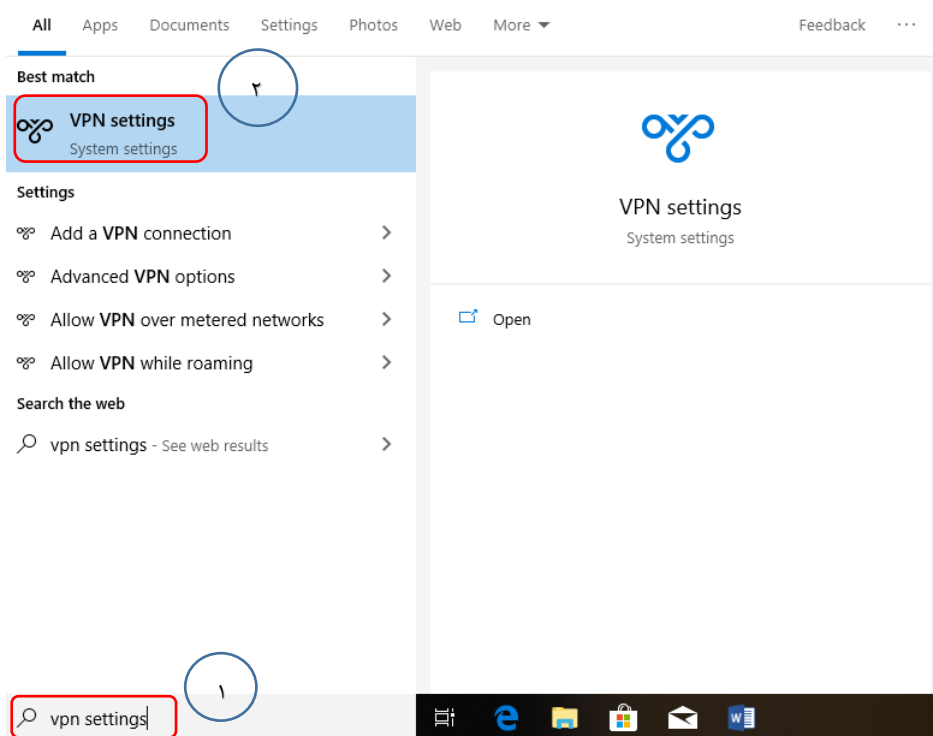 All Apps Documents Settings Photos Web More Feedback ...
Best match
۲
VPN settings
System settings
Settings
Add a VPN connection
Advanced VPN options
Allow VPN over metered networks
Allow VPN while roaming
Search the web
vpn settings - See web results
VPN settings
System settings
Open
۱
vpn settings